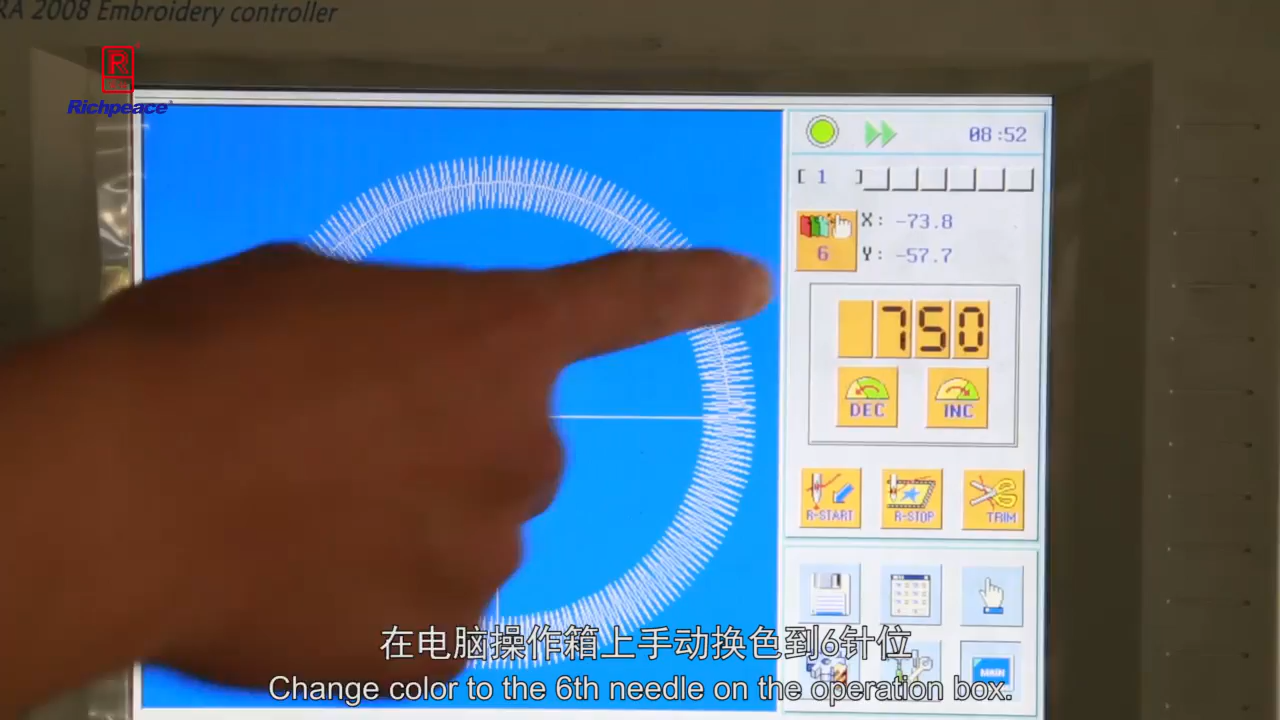 RA 2008 Embroidery controller
R
Richpeace
08:52
[ 1 ]
6
X: -73.8
Y: -57.7
750
DEC
INC
R-START
R-STOP
TRIM
MAIN
在电脑操作箱上手动换色到6针位
Change color to the 6th needle on the operation box.